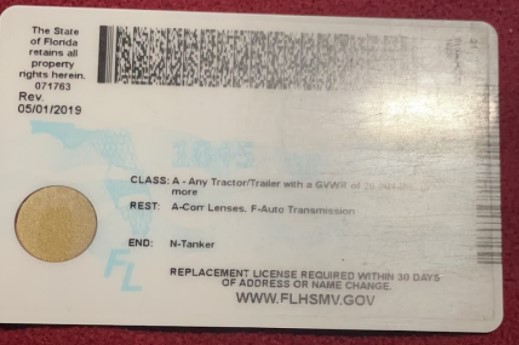 The State
of Florida
retains all
property
rights herein.
071763
Rev.
05/01/2019
CLASS: A - Any Tractor/Trailer with a GVWR of
more
REST: A-Corr Lenses, F-Auto Transmission
END: N-Tanker
FL
REPLACEMENT LICENSE REQUIRED WITHIN 30 DAYS
OF ADDRESS OR NAME CHANGE.
WWW.FLHSMV.GOV